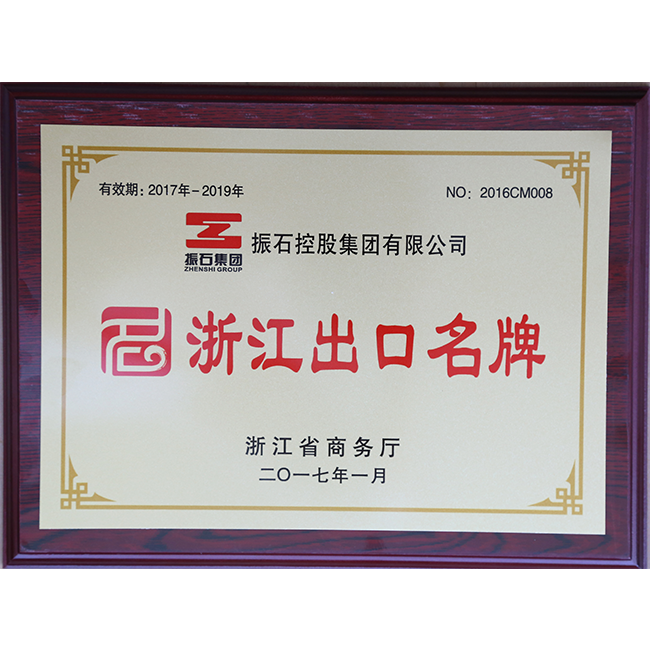 有效期：2017年-2019年
NO：2016CM008
振石集团
ZHENSHI GROUP
振石控股集团有限公司
浙江出口名牌
浙江省商务厅
二〇一七年一月